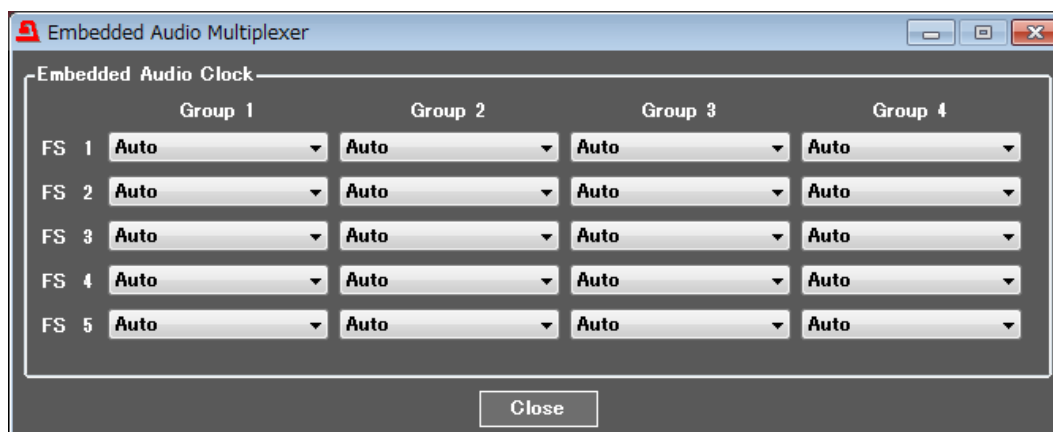 Embedded Audio Multiplexer
Embedded Audio Clock
Group 1 Group 2 Group 3 Group 4
FS 1 Auto Auto Auto Auto
FS 2 Auto Auto Auto Auto
FS 3 Auto Auto Auto Auto
FS 4 Auto Auto Auto Auto
FS 5 Auto Auto Auto Auto
Close